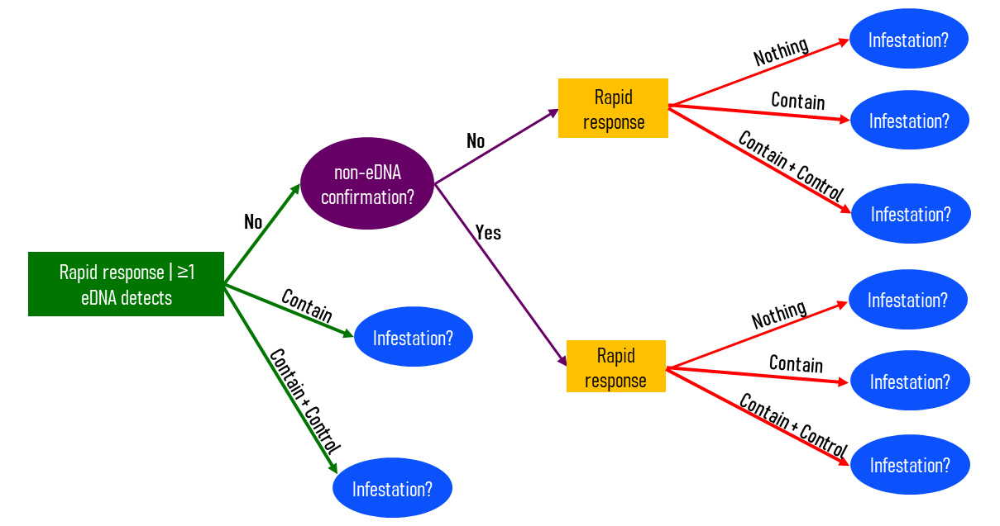 Rapid response | ≥1
eDNA detects
No
Contain
Contain + Control
non-eDNA
confirmation?
Infestation?
Infestation?
No
Yes
Rapid
response
Nothing
Contain
Contain + Control
Infestation?
Infestation?
Infestation?
Rapid
response
Nothing
Contain
Contain + Control
Infestation?
Infestation?
Infestation?